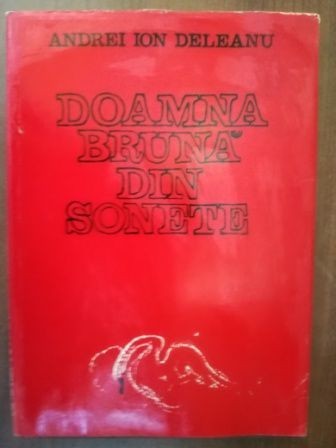 ANDREI ION DELEANU
DOAMNA
BRUNĂ
DIN
SONETE